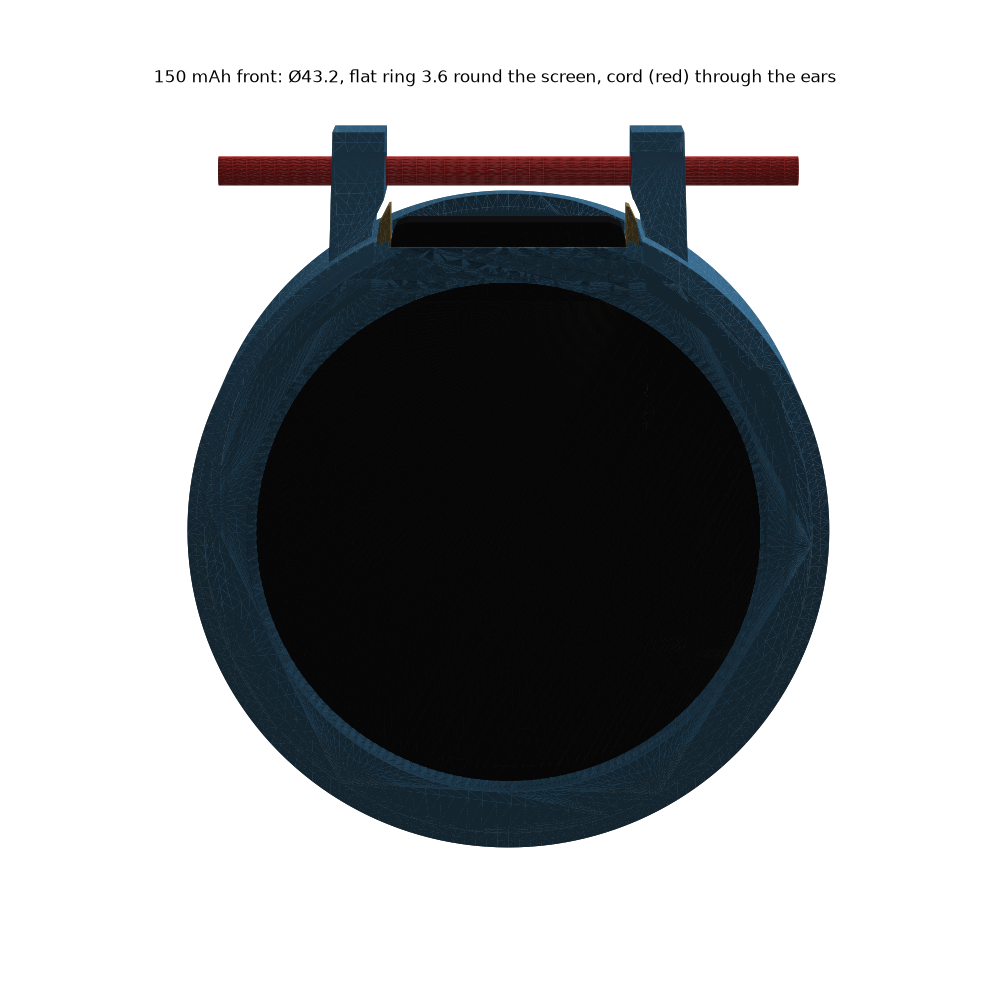 150 mAh front: Ø43.2, flat ring 3.6 round the screen, cord (red) through the ears